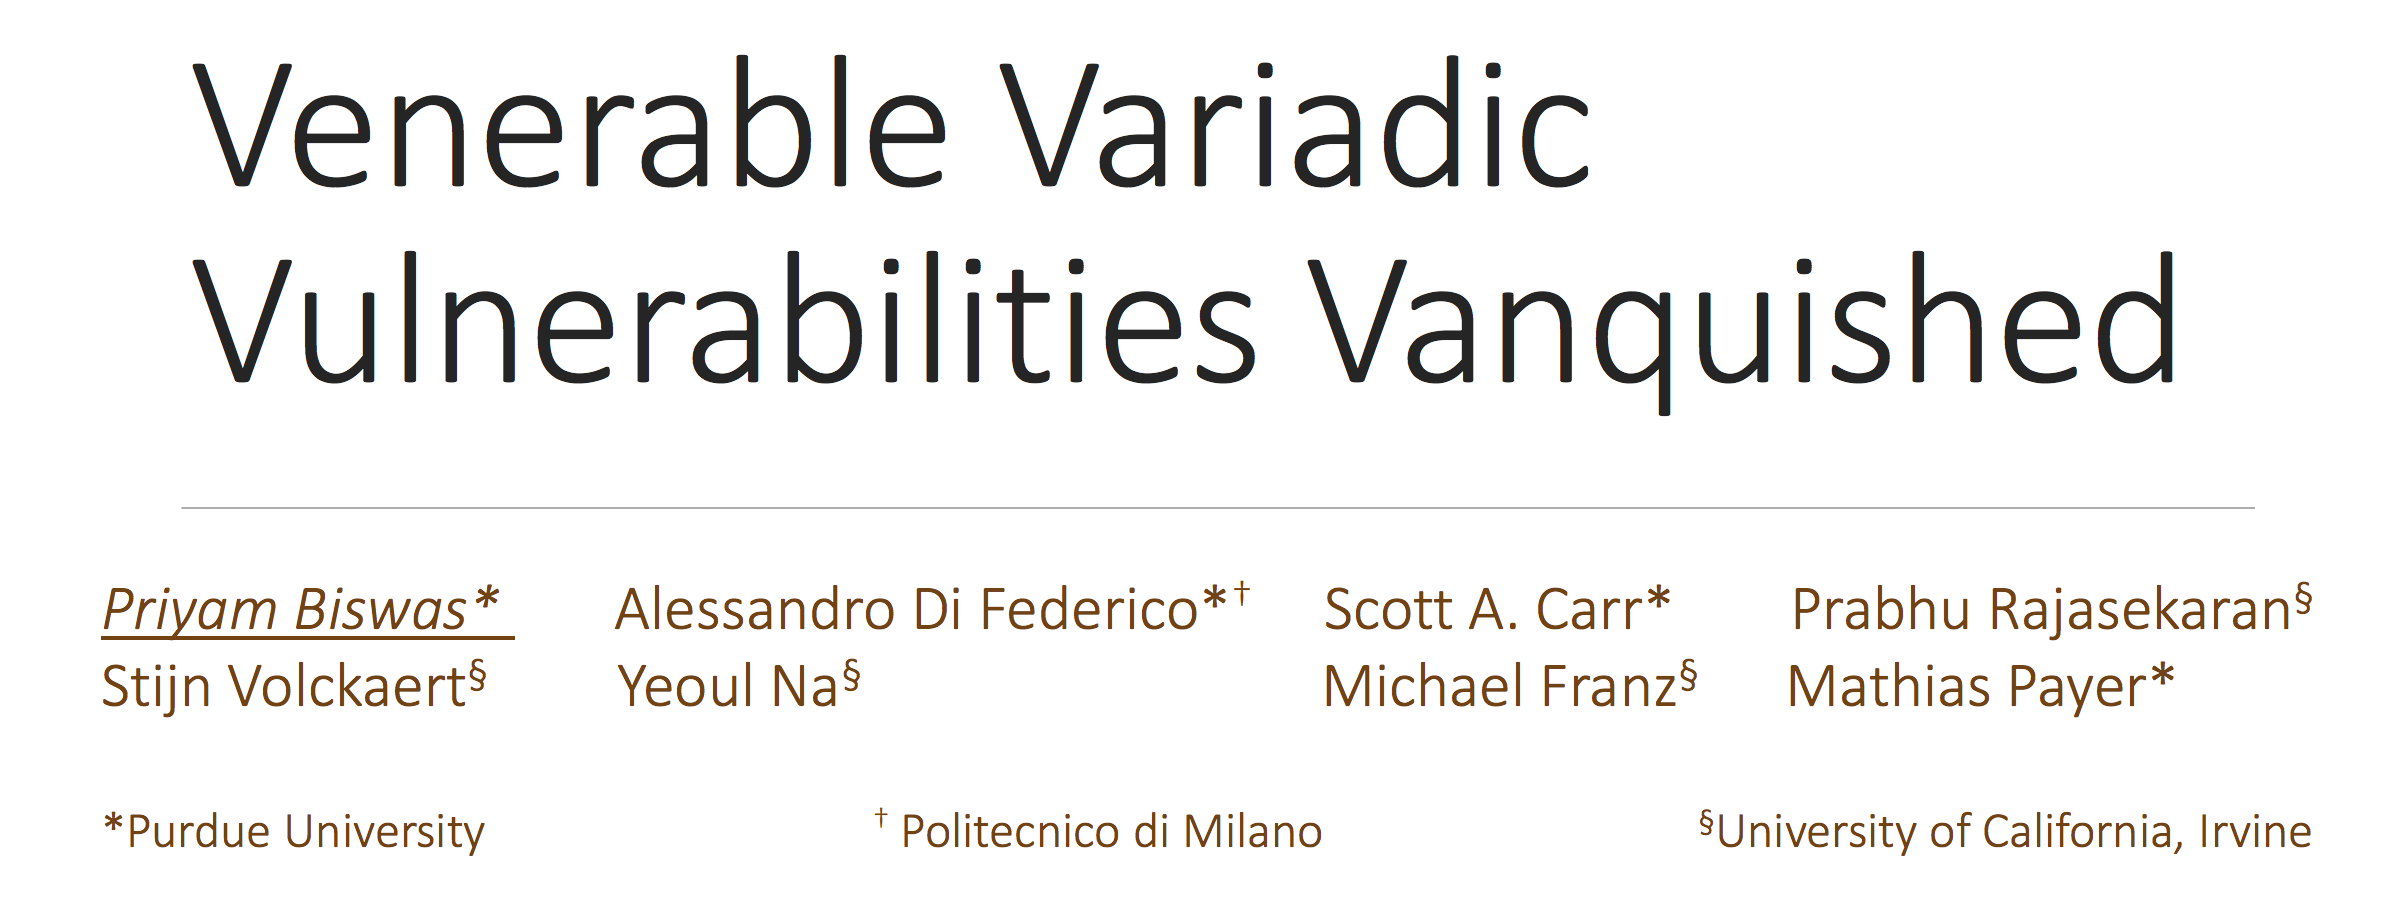 Venerable Variadic
Vulnerabilities Vanquished
Priyam Biswas* Alessandro Di Federico*† Scott A. Carr* Prabhu Rajasekaran§
Stijn Volckaert§ Yeoul Na§ Michael Franz§ Mathias Payer*
*Purdue University † Politecnico di Milano §University of California, Irvine